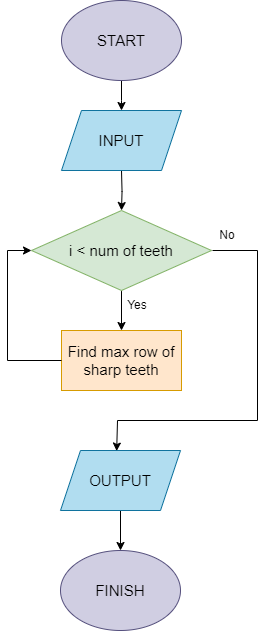 START
INPUT
i < num of teeth
No
Yes
Find max row of
sharp teeth
OUTPUT
FINISH